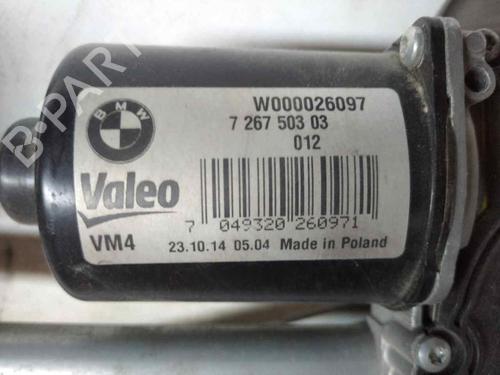 B-PARTS
BMW
W000026097
7 267 503 03
012
Valeo
7 049320 260971
VM4 23.10.14 05.04 Made in Poland